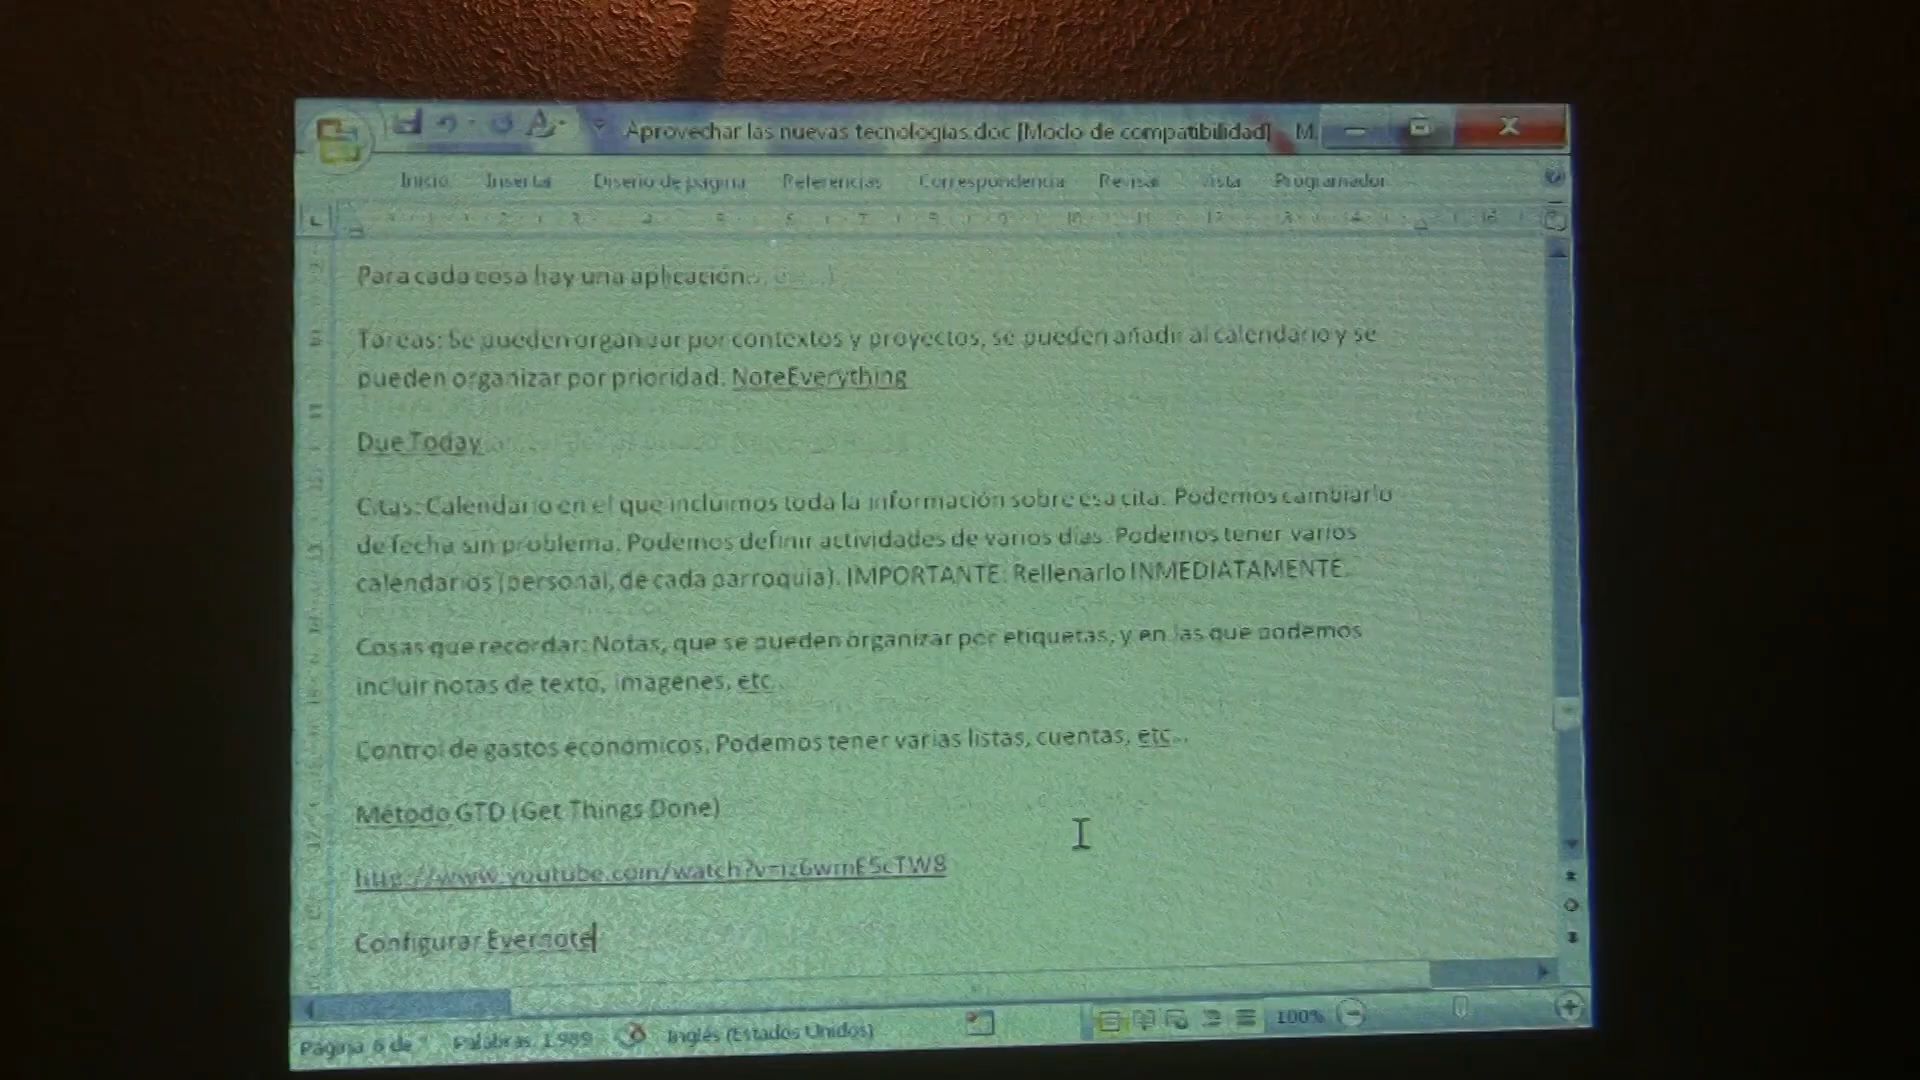 Aprovechar las nuevas tecnologías.doc [Modo de compatibilidad] M
Inicio Insertar Diseño de página Referencias Correspondencia Revisar Vista Programador
Para cada cosa hay una aplicación
Tareas: Se pueden organizar por contextos y proyectos, se pueden añadir al calendario y se
pueden organizar por prioridad. NoteEverything
Due Today
Citas: Calendario en el que incluimos toda la información sobre esa cita. Podemos cambiarlo
de fecha sin problema. Podemos definir actividades de varios días. Podemos tener varios
calendarios (personal, de cada parroquia). IMPORTANTE: Rellenarlo INMEDIATAMENTE.
Cosas que recordar: Notas, que se pueden organizar por etiquetas, y en las que podemos
incluir notas de texto, imágenes, etc.
Control de gastos económicos. Podemos tener varias listas, cuentas, etc..
Método GTD (Get Things Done)
Configurar Evernote
Página 6 de Palabras: 1.989 Inglés (Estados Unidos) 100%